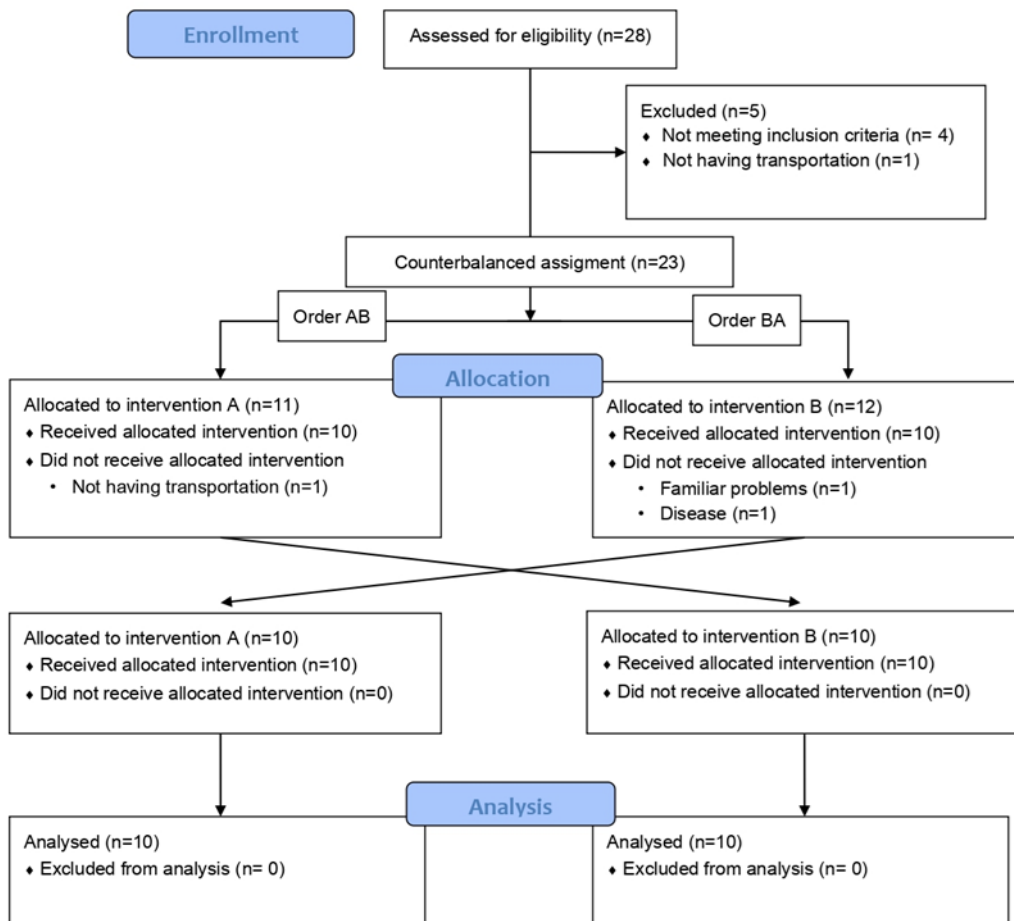 Enrollment
Assessed for eligibility (n=28)
Excluded (n=5)
♦ Not meeting inclusion criteria (n= 4)
♦ Not having transportation (n=1)
Counterbalanced assigment (n=23)
Order AB
Order BA
Allocation
Allocated to intervention A (n=11)
♦ Received allocated intervention (n=10)
♦ Did not receive allocated intervention
• Not having transportation (n=1)
Allocated to intervention B (n=12)
♦ Received allocated intervention (n=10)
♦ Did not receive allocated intervention
• Familiar problems (n=1)
• Disease (n=1)
Allocated to intervention A (n=10)
♦ Received allocated intervention (n=10)
♦ Did not receive allocated intervention (n=0)
Allocated to intervention B (n=10)
♦ Received allocated intervention (n=10)
♦ Did not receive allocated intervention (n=0)
Analysis
Analysed (n=10)
♦ Excluded from analysis (n= 0)
Analysed (n=10)
♦ Excluded from analysis (n= 0)